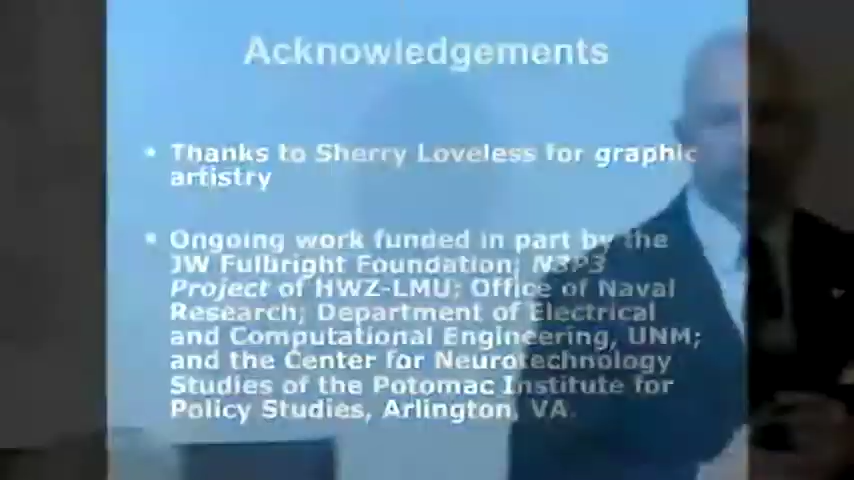 Acknowledgements
• Thanks to Sherry Loveless for graphic
artistry
• Ongoing work funded in part by the
JW Fulbright Foundation; N3P3
Project of HWZ-LMU; Office of Naval
Research; Department of Electrical
and Computational Engineering, UNM;
and the Center for Neurotechnology
Studies of the Potomac Institute for
Policy Studies, Arlington, VA.